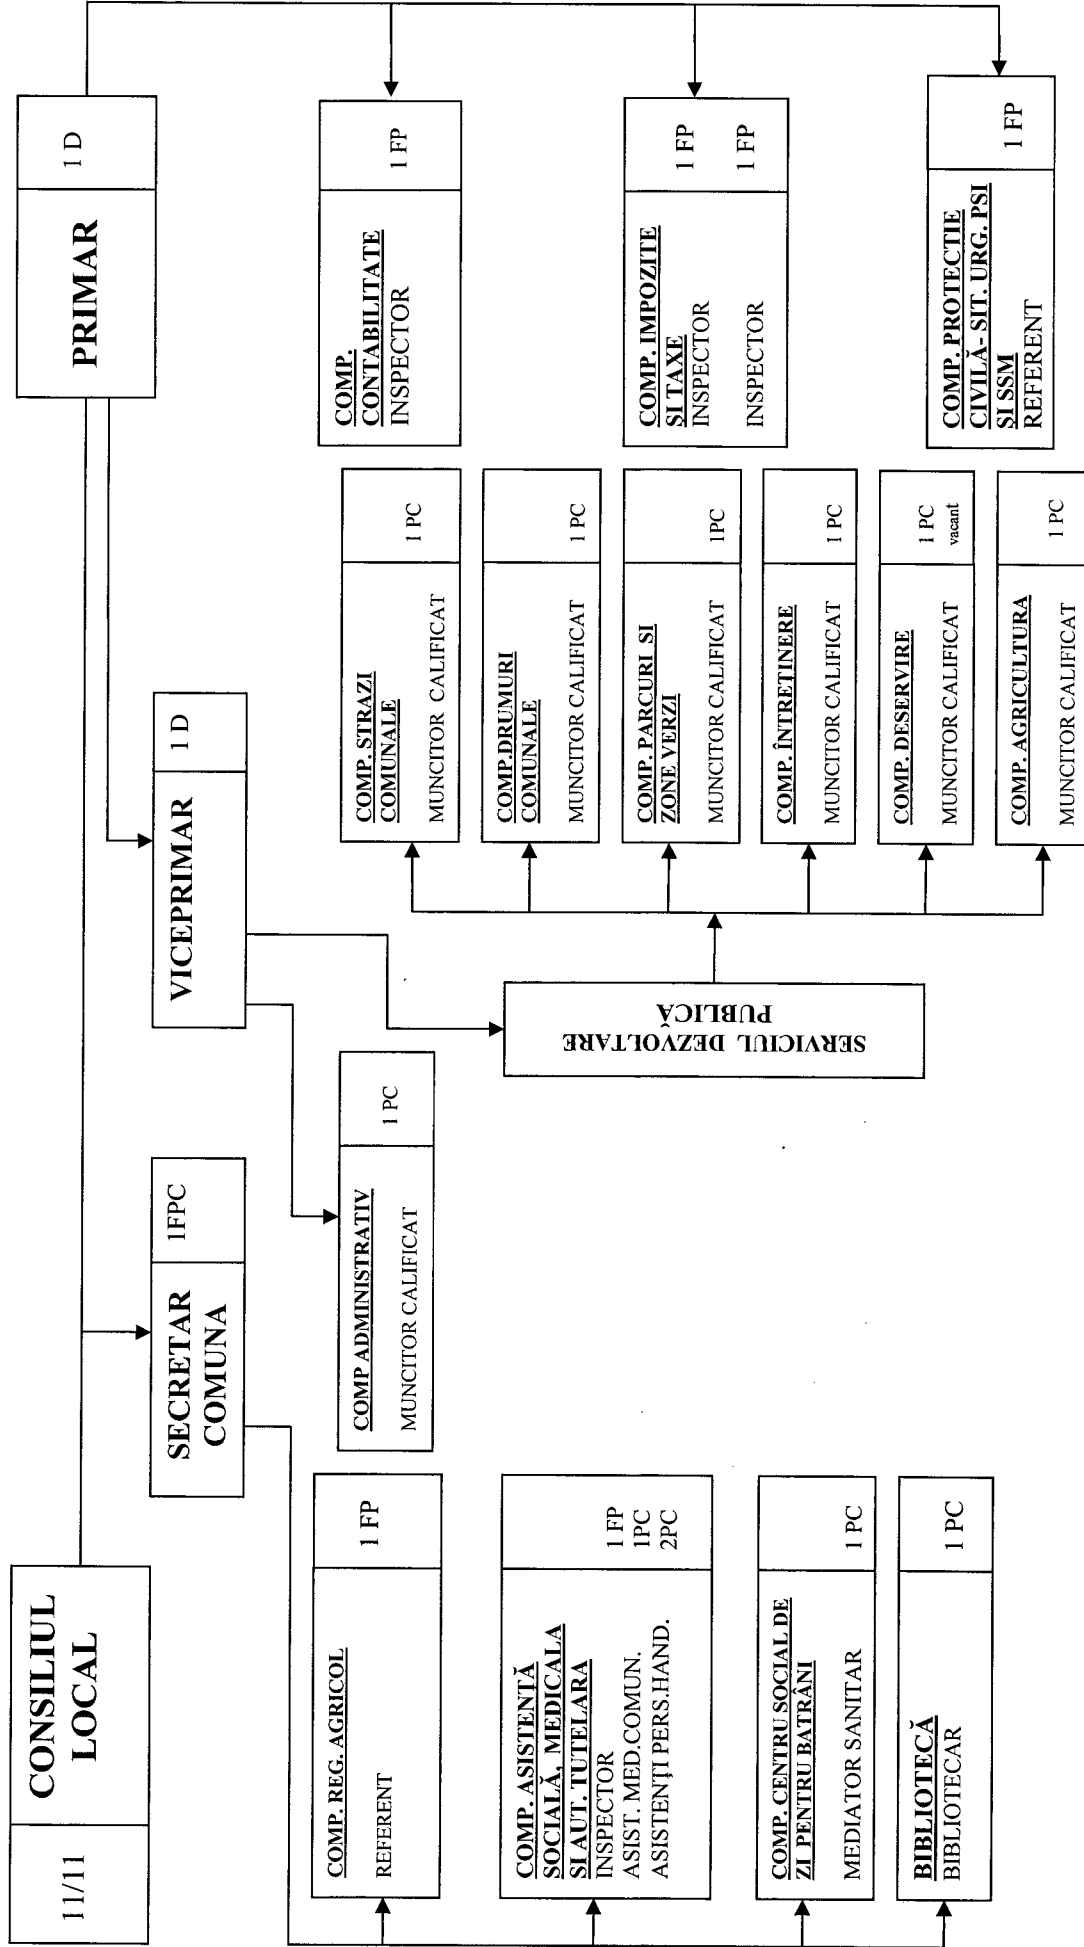 11/11
CONSILIUL
LOCAL
PRIMAR
1 D
SECRETAR
COMUNA
1FPC
VICEPRIMAR
1 D
COMP. REG. AGRICOL
REFERENT
1 FP
COMP. ASISTENŢĂ
SOCIALĂ, MEDICALA
SI AUT. TUTELARA
INSPECTOR
ASIST. MED.COMUN.
ASISTENŢI PERS.HAND.
1 FP
1PC
2PC
COMP. CENTRU SOCIAL DE
ZI PENTRU BATRÂNI
MEDIATOR SANITAR
1 PC
BIBLIOTECĂ
BIBLIOTECAR
1 PC
COMP ADMINISTRATIV
MUNCITOR CALIFICAT
1 PC
SERVICIUL DEZVOLTARE
PUBLICĂ
COMP. STRAZI
COMUNALE
MUNCITOR CALIFICAT
1 PC
COMP.DRUMURI
COMUNALE
MUNCITOR CALIFICAT
1 PC
COMP. PARCURI SI
ZONE VERZI
MUNCITOR CALIFICAT
1PC
COMP. ÎNTRETINERE
MUNCITOR CALIFICAT
1 PC
COMP. DESERVIRE
MUNCITOR CALIFICAT
1 PC
vacant
COMP. AGRICULTURA
MUNCITOR CALIFICAT
1 PC
COMP.
CONTABILITATE
INSPECTOR
1 FP
COMP. IMPOZITE
SI TAXE
INSPECTOR
1 FP
INSPECTOR
1 FP
COMP. PROTECTIE
CIVILĂ- SIT. URG. PSI
SI SSM
REFERENT
1 FP